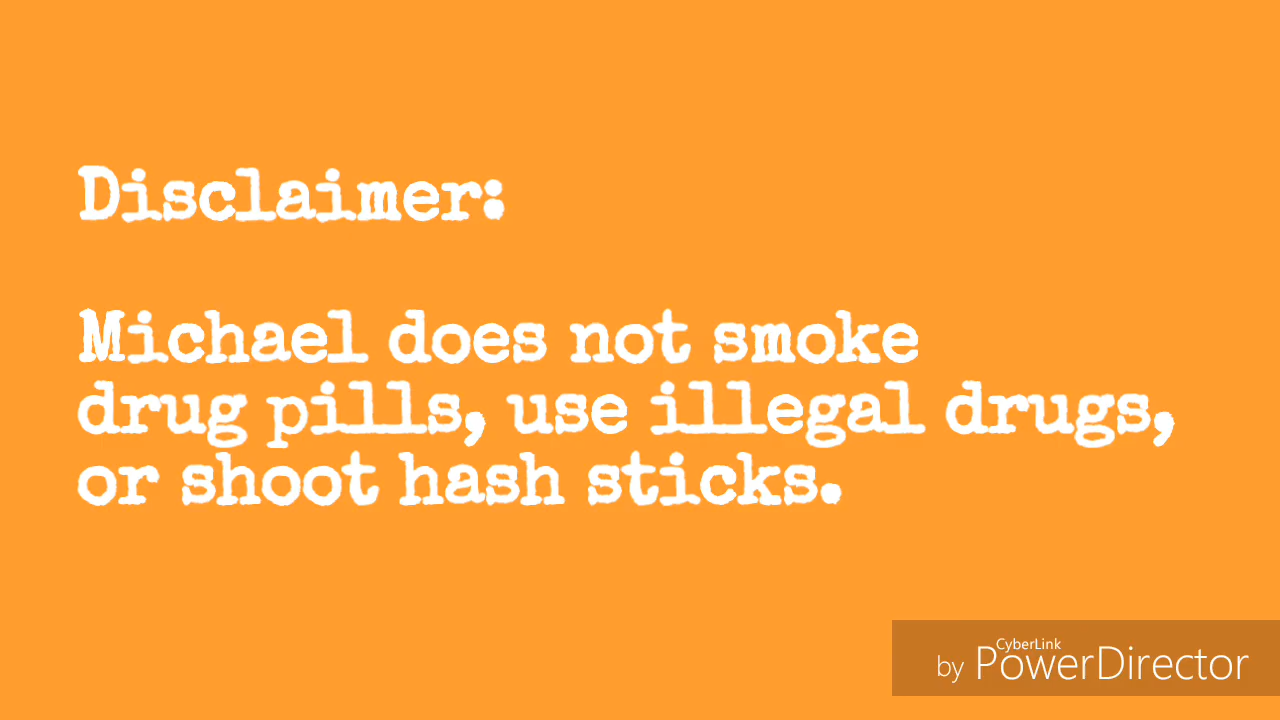 Disclaimer:
Michael does not smoke
drug pills, use illegal drugs,
or shoot hash sticks.
CyberLink
by PowerDirector